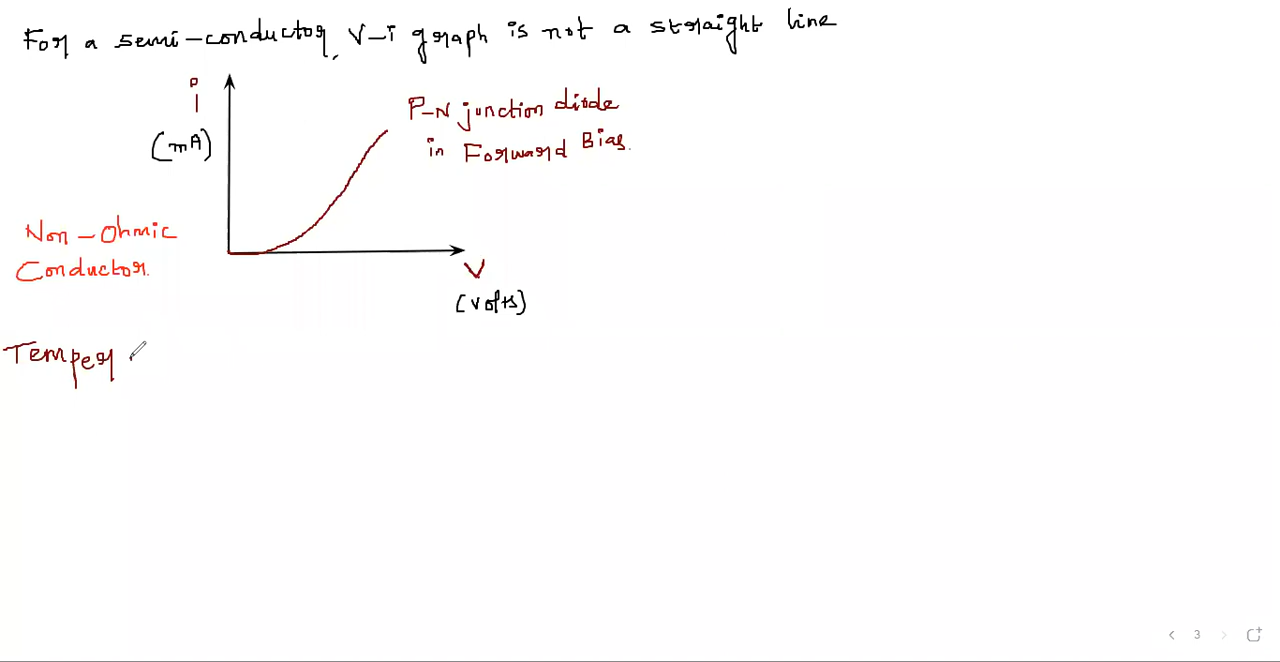 For a semi-conductor, V-i graph is not a straight line
i
(mA)
P-N junction diode
in Forward Bias.
Non-Ohmic
Conductor.
V
(volts)
Temper
3